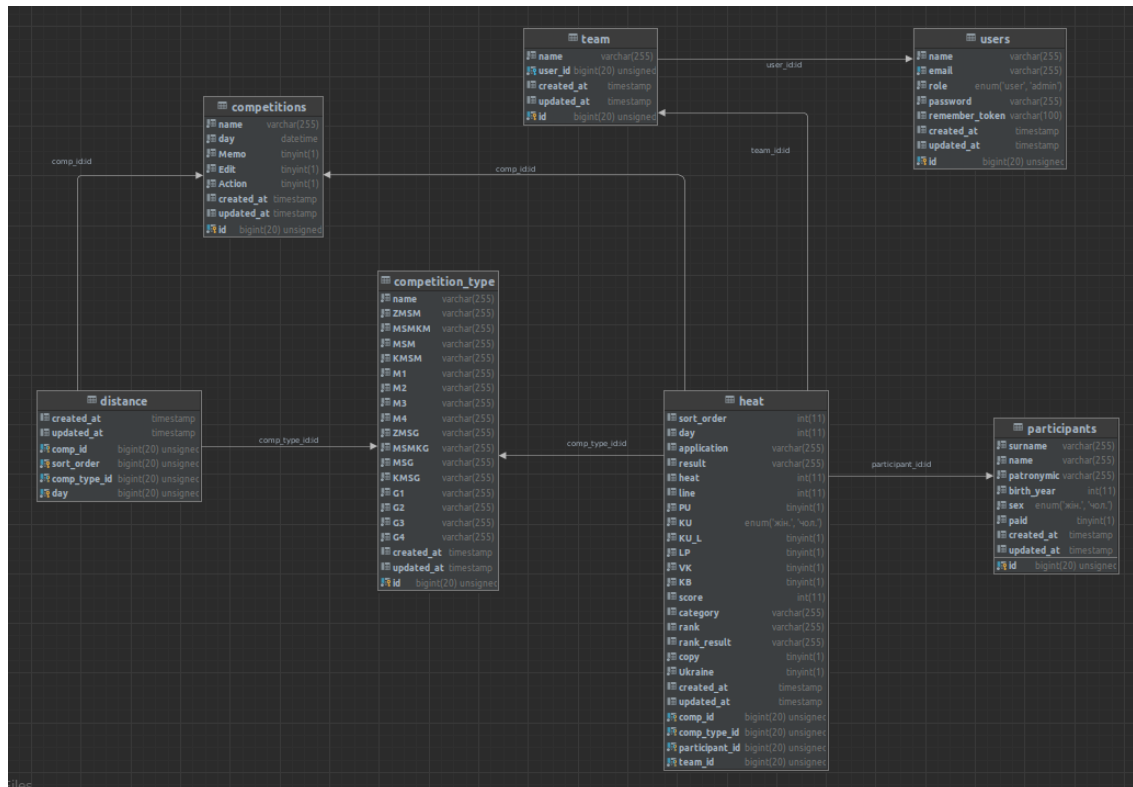 team
name varchar(255)
user_id bigint(20) unsigned
created_at timestamp
updated_at timestamp
id bigint(20) unsigned
user_id:id
users
name varchar(255)
email varchar(255)
role enum('user', 'admin')
password varchar(255)
remember_token varchar(100)
created_at timestamp
updated_at timestamp
id bigint(20) unsigned
competitions
name varchar(255)
day datetime
Memo tinyint(1)
Edit tinyint(1)
Action tinyint(1)
created_at timestamp
updated_at timestamp
id bigint(20) unsigned
comp_id:id
comp_id:id
team_id:id
competition_type
name varchar(255)
ZMSM varchar(255)
MSMKM varchar(255)
MSM varchar(255)
KMSM varchar(255)
M1 varchar(255)
M2 varchar(255)
M3 varchar(255)
M4 varchar(255)
ZMSG varchar(255)
MSMKG varchar(255)
MSG varchar(255)
KMSG varchar(255)
G1 varchar(255)
G2 varchar(255)
G3 varchar(255)
G4 varchar(255)
created_at timestamp
updated_at timestamp
id bigint(20) unsigned
distance
created_at timestamp
updated_at timestamp
comp_id bigint(20) unsigned
sort_order bigint(20) unsigned
comp_type_id bigint(20) unsigned
day bigint(20) unsigned
comp_type_id:id
comp_type_id:id
heat
sort_order int(11)
day int(11)
application varchar(255)
result varchar(255)
heat int(11)
line int(11)
PU tinyint(1)
KU enum('жін.', 'чол.')
KU_L tinyint(1)
LP tinyint(1)
VK tinyint(1)
KB tinyint(1)
score int(11)
category varchar(255)
rank varchar(255)
rank_result varchar(255)
copy tinyint(1)
Ukraine tinyint(1)
created_at timestamp
updated_at timestamp
comp_id bigint(20) unsigned
comp_type_id bigint(20) unsigned
participant_id bigint(20) unsigned
team_id bigint(20) unsigned
participant_id:id
participants
surname varchar(255)
name varchar(255)
patronymic varchar(255)
birth_year int(11)
sex enum('жін.', 'чол.')
paid tinyint(1)
created_at timestamp
updated_at timestamp
id bigint(20) unsigned